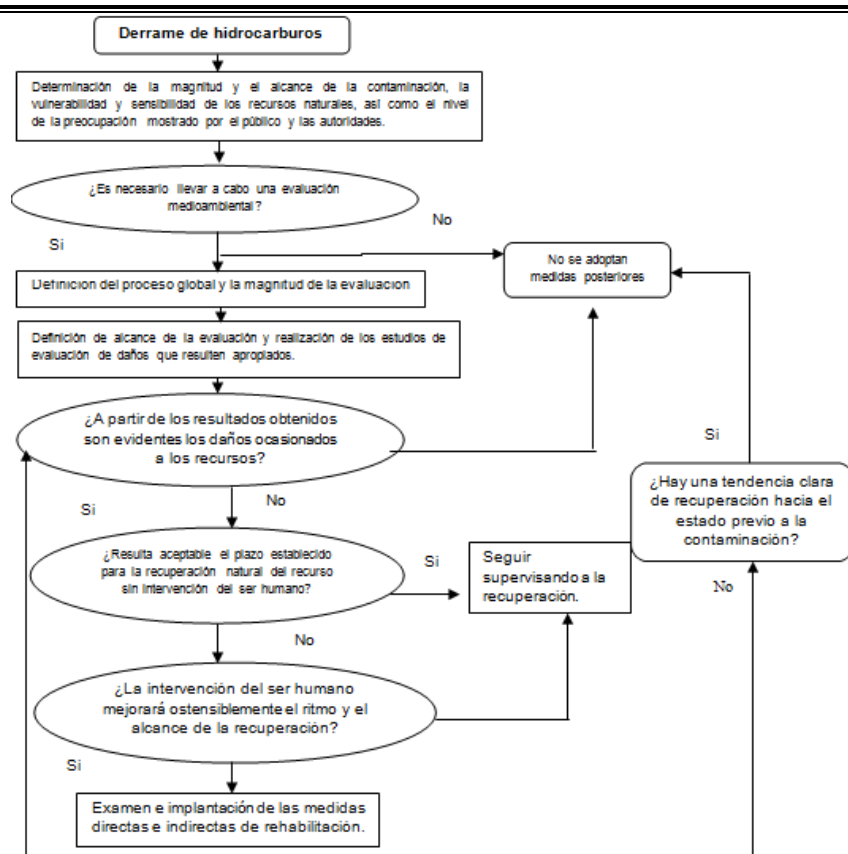 Derrame de hidrocarburos
Determinación de la magnitud y el alcance de la contaminación, la
vulnerabilidad y sensibilidad de los recursos naturales, así como el nivel
de la preocupación mostrado por el público y las autoridades.
¿Es necesario llevar a cabo una evaluación
medioambiental?
No
Si
No se adoptan
medidas posteriores
Definición del proceso global y la magnitud de la evaluación
Definición de alcance de la evaluación y realización de los estudios de
evaluación de daños que resulten apropiados.
¿A partir de los resultados obtenidos
son evidentes los daños ocasionados
a los recursos?
Si
¿Hay una tendencia clara
de recuperación hacia el
estado previo a la
contaminación?
No
Si
No
¿Resulta aceptable el plazo establecido
para la recuperación natural del recurso
sin intervención del ser humano?
Si
Seguir
supervisando a la
recuperación.
No
¿La intervención del ser humano
mejorará ostensiblemente el ritmo y el
alcance de la recuperación?
Si
Examen e implantación de las medidas
directas e indirectas de rehabilitación.